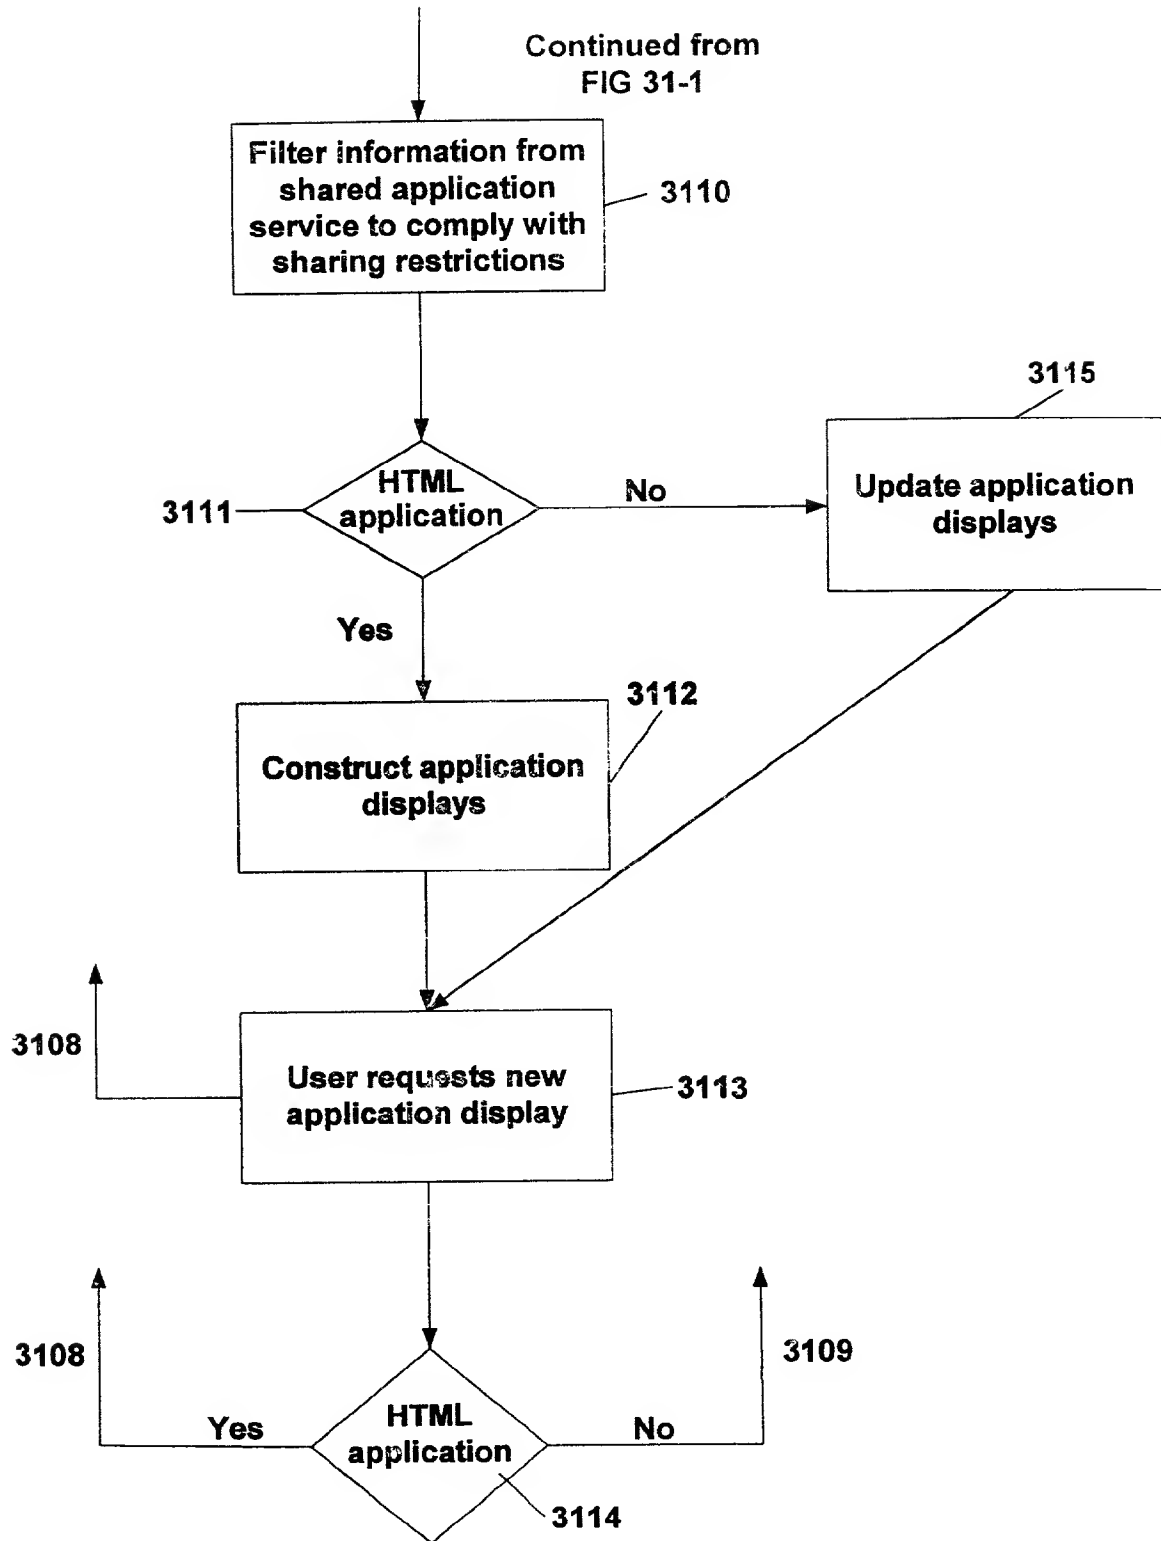 Continued from
FIG 31-1
Filter information from
shared application
service to comply with
sharing restrictions
3110
3115
HTML
application
3111
No
Update application
displays
Yes
3112
Construct application
displays
3108
User requests new
application display
3113
3108
3109
Yes
HTML
application
No
3114